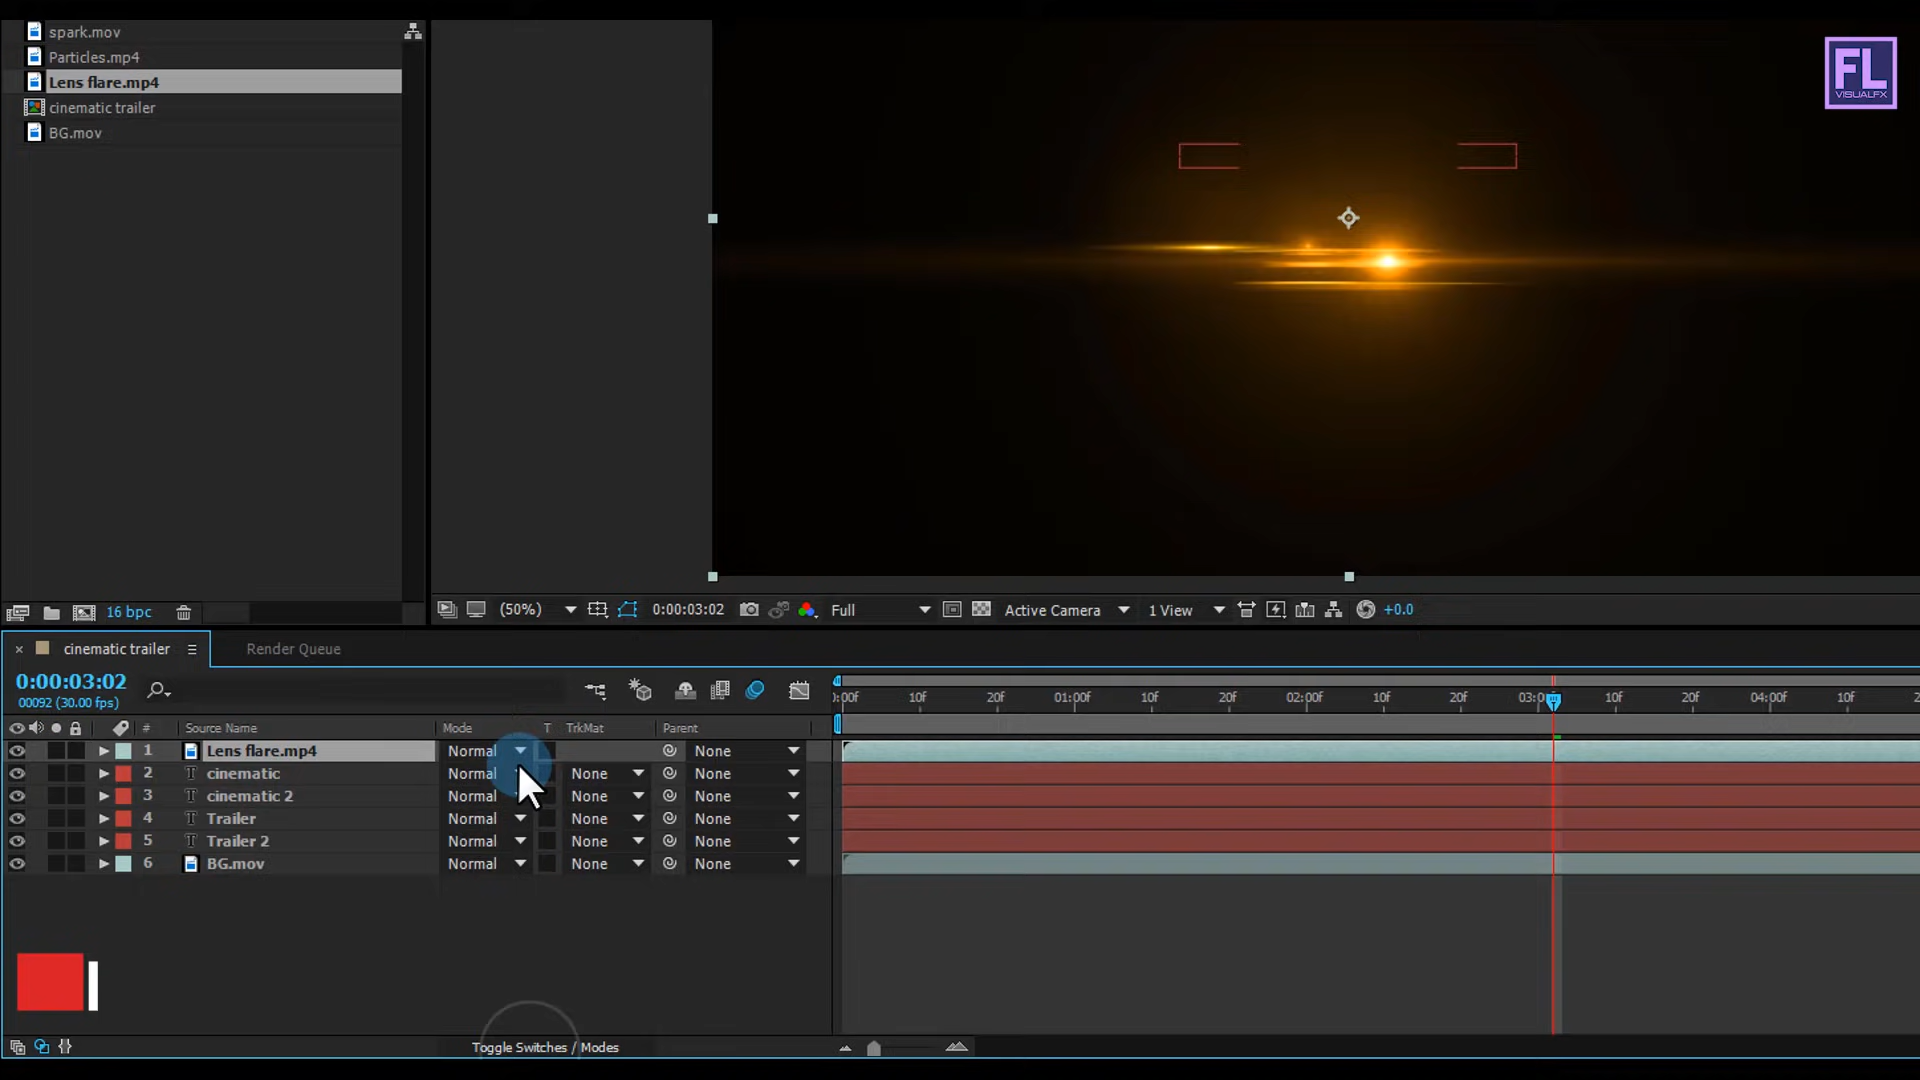 spark.mov
Particles.mp4
Lens flare.mp4
cinematic trailer
BG.mov
FL
VISUALFX
16 bpc
(50%)
0:00:03:02
Full
Active Camera
1 View
+0.0
cinematic trailer
Render Queue
0:00:03:02
00092 (30.00 fps)
):00f 10f 20f 01:00f 10f 20f 02:00f 10f 20f 03:0 10f 20f 04:00f 10f 2
# Source Name Mode T TrkMat Parent
1 Lens flare.mp4 Normal None
2 T cinematic Normal None None
3 T cinematic 2 Normal None None
4 T Trailer Normal None None
5 T Trailer 2 Normal None None
6 BG.mov Normal None None
Toggle Switches / Modes